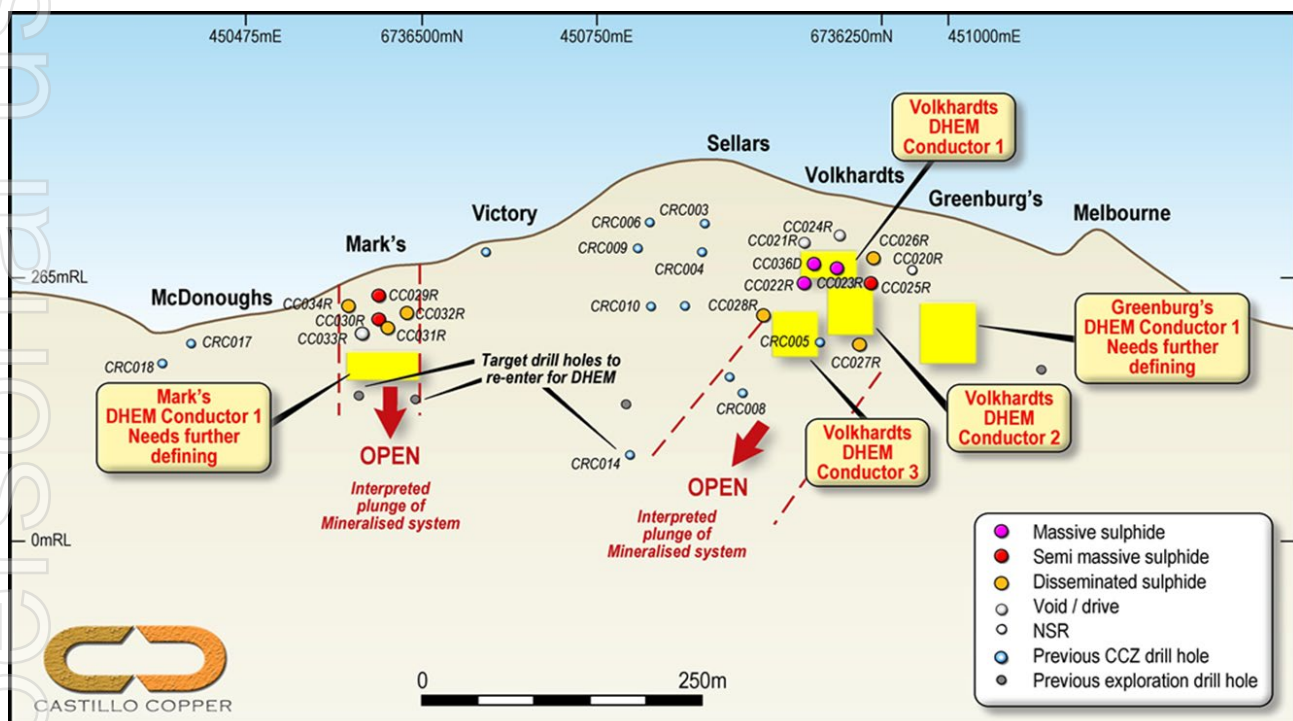 450475mE
6736500mN
450750mE
6736250mN
451000mE
Volkhardts
DHEM
Conductor 1
Sellars
Volkhardts
Greenburg's
Melbourne
Victory
Mark's
McDonoughs
265mRL
CRC006
CRC003
CRC009
CRC004
CRC010
CC024R
CC021R
CC026R
CC036D
CC020R
CC022R
CC023R
CC025R
CC028R
CRC005
CC027R
CC034R
CC029R
CC030R
CC032R
CC033R
CC031R
CRC017
CRC018
Target drill holes to
re-enter for DHEM
Greenburg's
DHEM Conductor 1
Needs further
defining
Mark's
DHEM Conductor 1
Needs further
defining
CRC008
CRC014
Volkhardts
DHEM
Conductor 2
Volkhardts
DHEM
Conductor 3
OPEN
Interpreted
plunge of
Mineralised system
OPEN
Interpreted
plunge of
Mineralised system
0mRL
Massive sulphide
Semi massive sulphide
Disseminated sulphide
Void / drive
NSR
Previous CCZ drill hole
Previous exploration drill hole
CASTILLO COPPER
0
250m